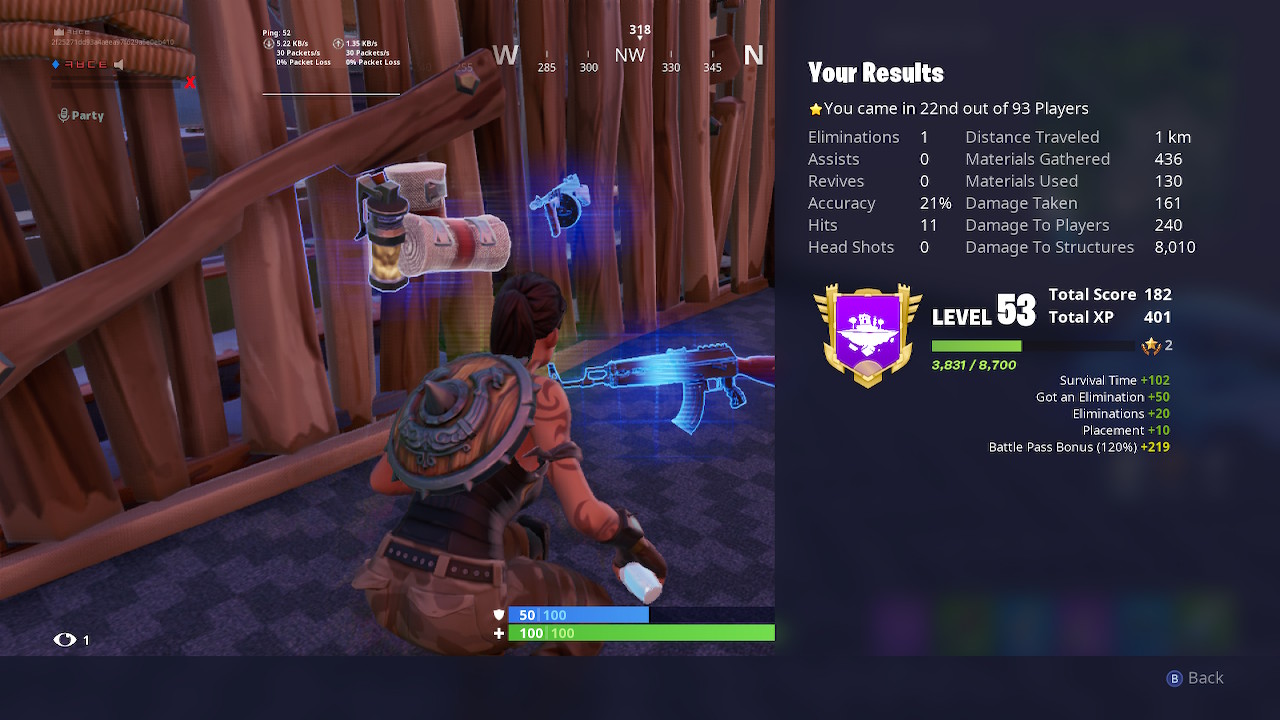 Ping: 52
5.22 KB/s 1.35 KB/s
30 Packets/s 30 Packets/s
0% Packet Loss 0% Packet Loss
318
255 W 285 300 NW 330 345 N
Party
50 100
100 100
1
Your Results
You came in 22nd out of 93 Players
Eliminations 1 Distance Traveled 1 km
Assists 0 Materials Gathered 436
Revives 0 Materials Used 130
Accuracy 21% Damage Taken 161
Hits 11 Damage To Players 240
Head Shots 0 Damage To Structures 8,010
LEVEL 53
Total Score 182
Total XP 401
2
3,831 / 8,700
Survival Time +102
Got an Elimination +50
Eliminations +20
Placement +10
Battle Pass Bonus (120%) +219
B Back